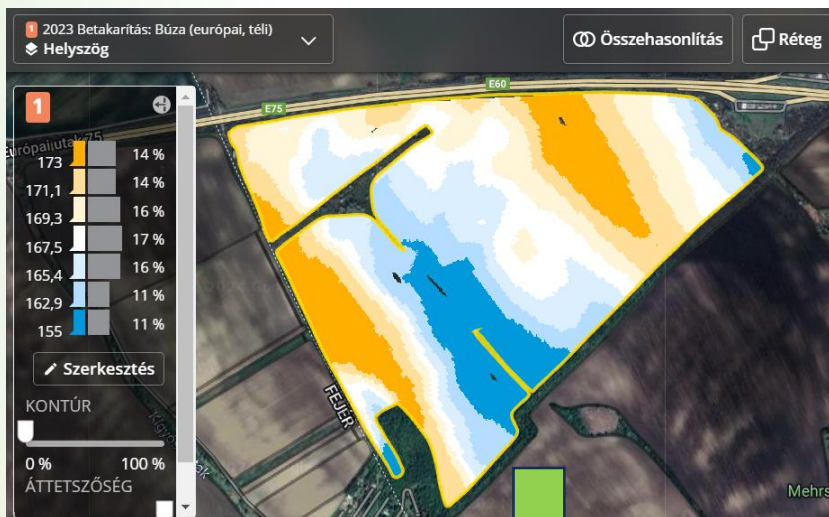 1 2023 Betakarítás: Búza (európai, téli)
Helyszög
Összehasonlítás
Réteg
1
E75
E60
173 14 %
171,1 14 %
169,3 16 %
167,5 17 %
165,4 16 %
162,9 11 %
155 11 %
Szerkesztés
KONTÚR
0 % 100 %
ÁTTETSZŐSÉG
FEJÉR
Mehrs